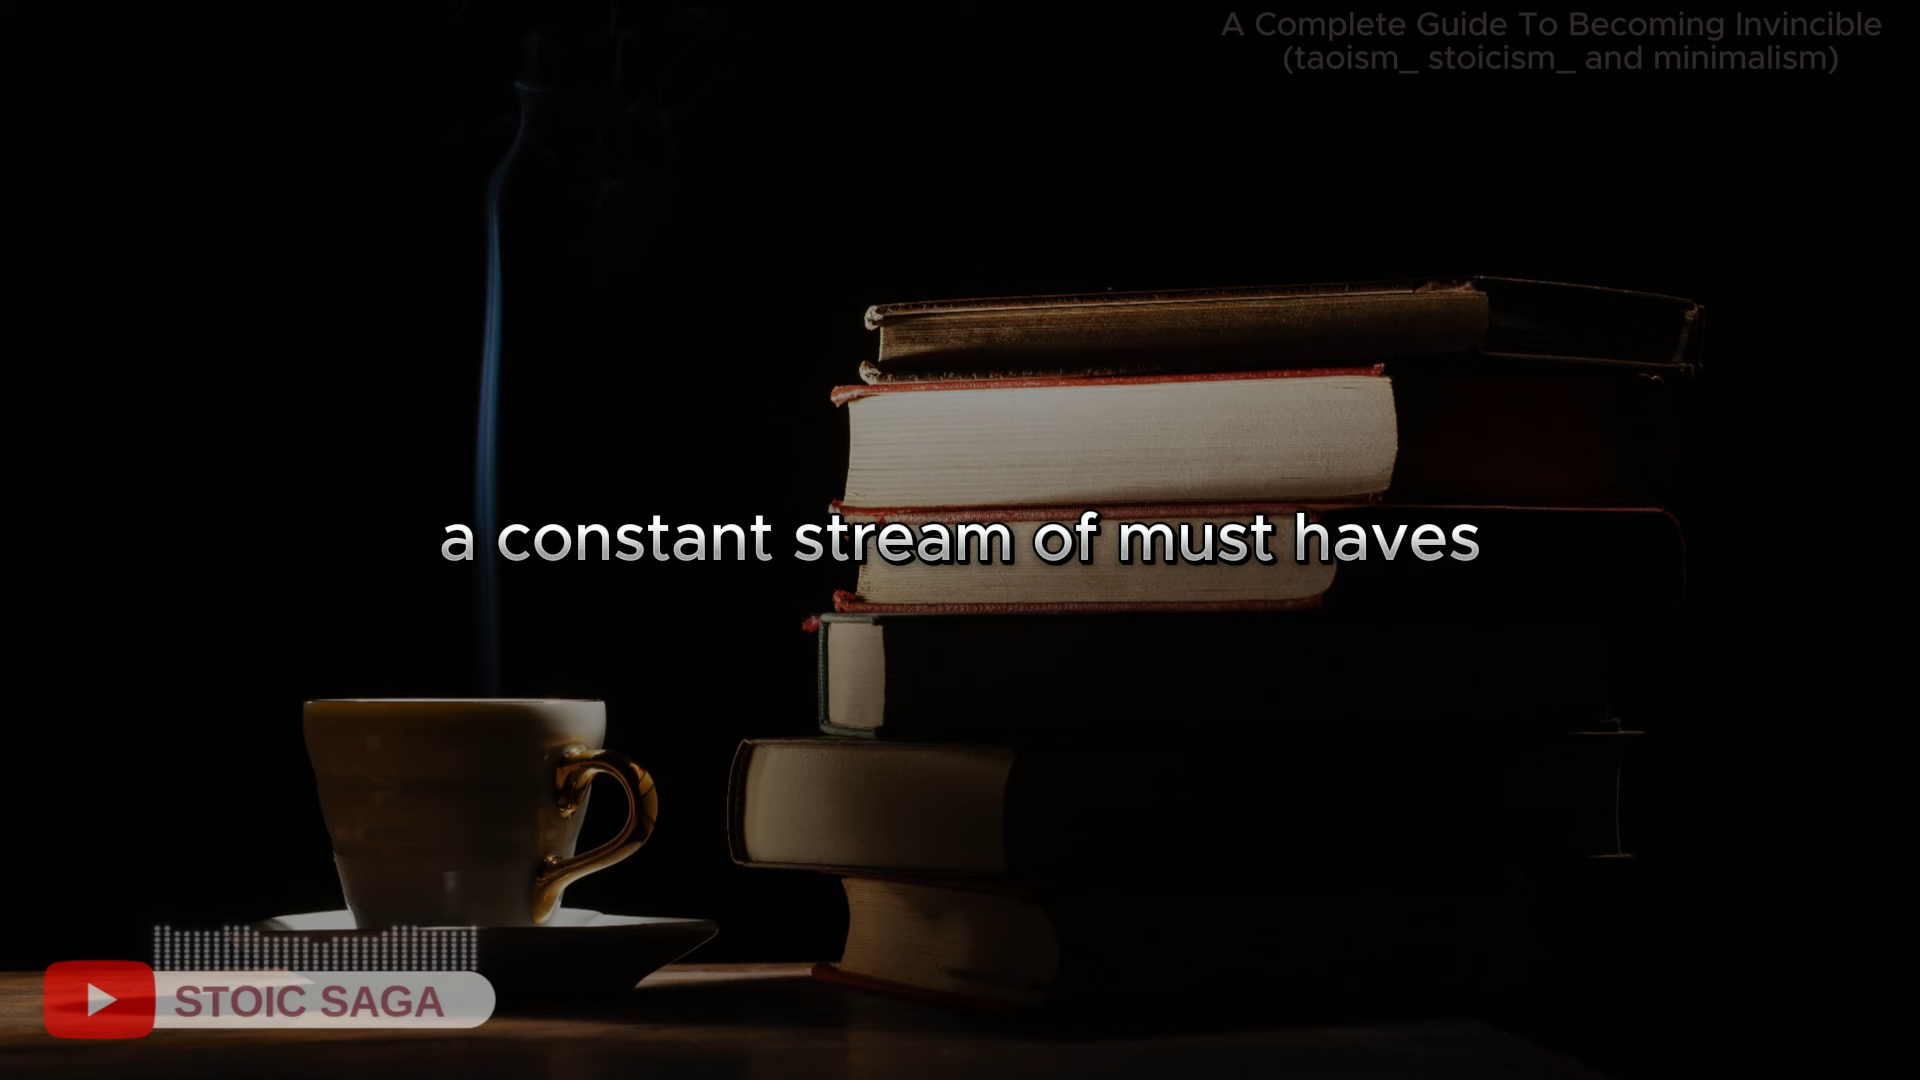 A Complete Guide To Becoming Invincible
(taoism_ stoicism_ and minimalism)
a constant stream of must haves
STOIC SAGA